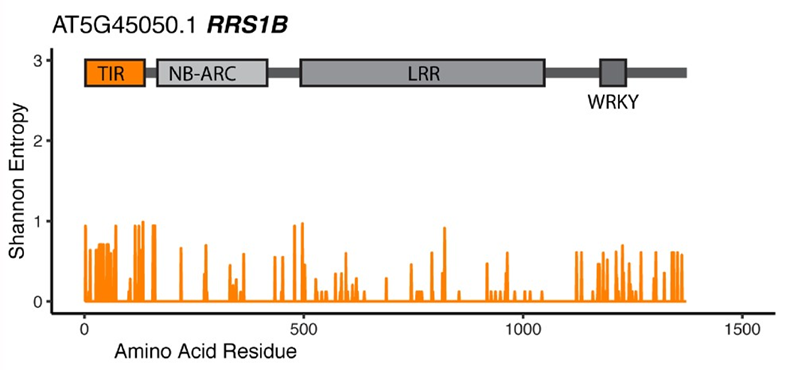 AT5G45050.1 RRS1B
3
TIR
NB-ARC
LRR
WRKY
2
1
0
Shannon Entropy
0
500
1000
1500
Amino Acid Residue